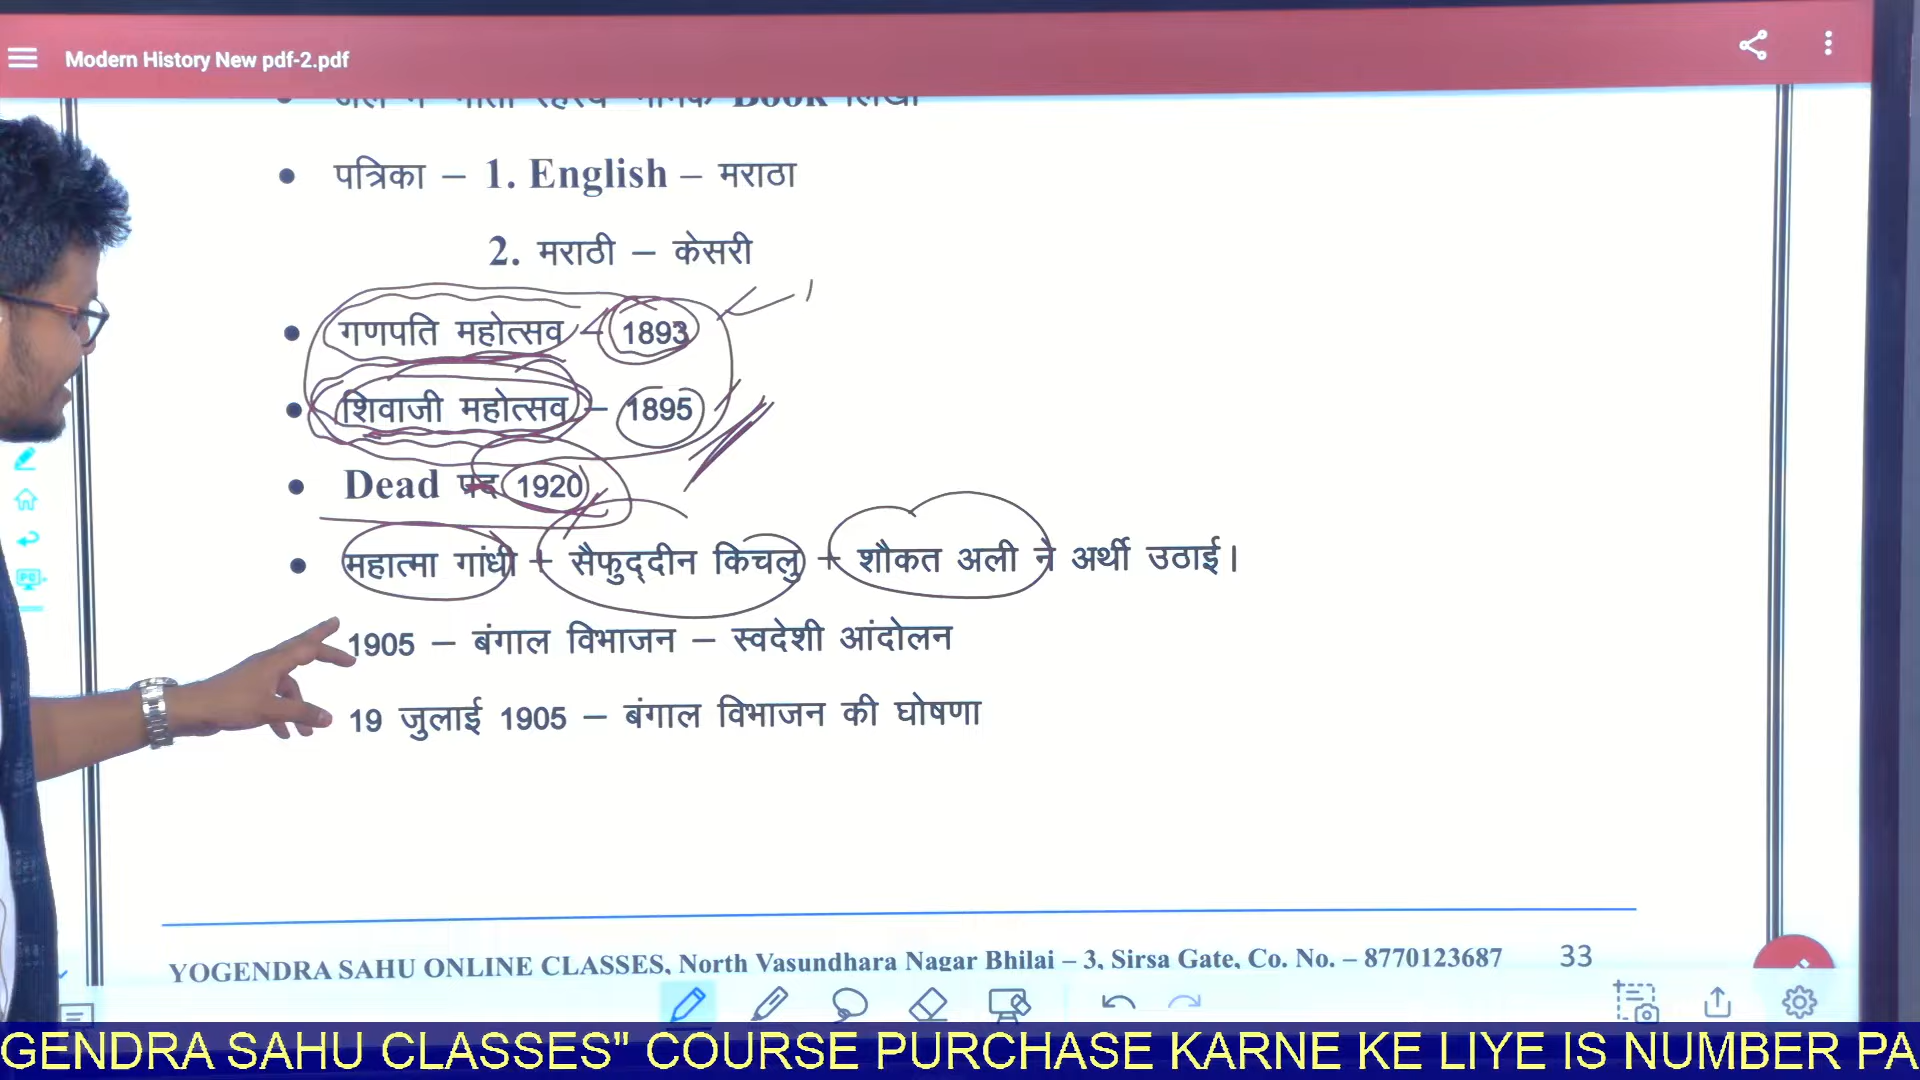 Modern History New pdf-2.pdf
Book लिखा
• पत्रिका – 1. English – मराठा
2. मराठी – केसरी
• गणपति महोत्सव – 1893
• शिवाजी महोत्सव – 1895
• Dead 1920
• महात्मा गांधी + सैफुद्दीन किचलु + शौकत अली ने अर्थी उठाई।
1905 – बंगाल विभाजन – स्वदेशी आंदोलन
19 जुलाई 1905 – बंगाल विभाजन की घोषणा
YOGENDRA SAHU ONLINE CLASSES, North Vasundhara Nagar Bhilai – 3, Sirsa Gate, Co. No. – 8770123687 33
GENDRA SAHU CLASSES" COURSE PURCHASE KARNE KE LIYE IS NUMBER PA